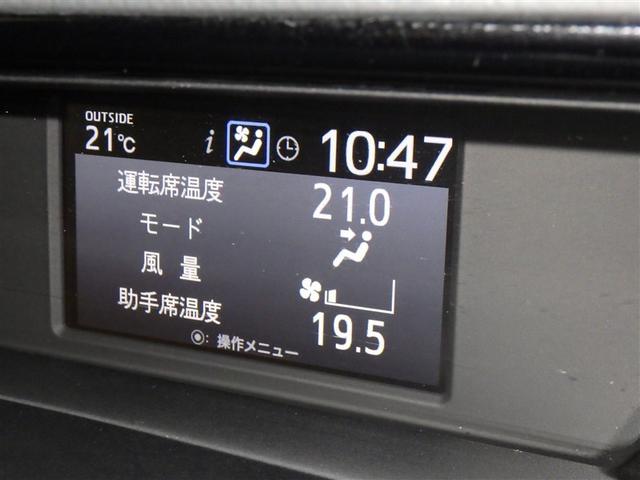 OUTSIDE
21℃ i 10:47
運転席温度 21.0
モード
風 量
助手席温度 19.5
◉: 操作メニュー